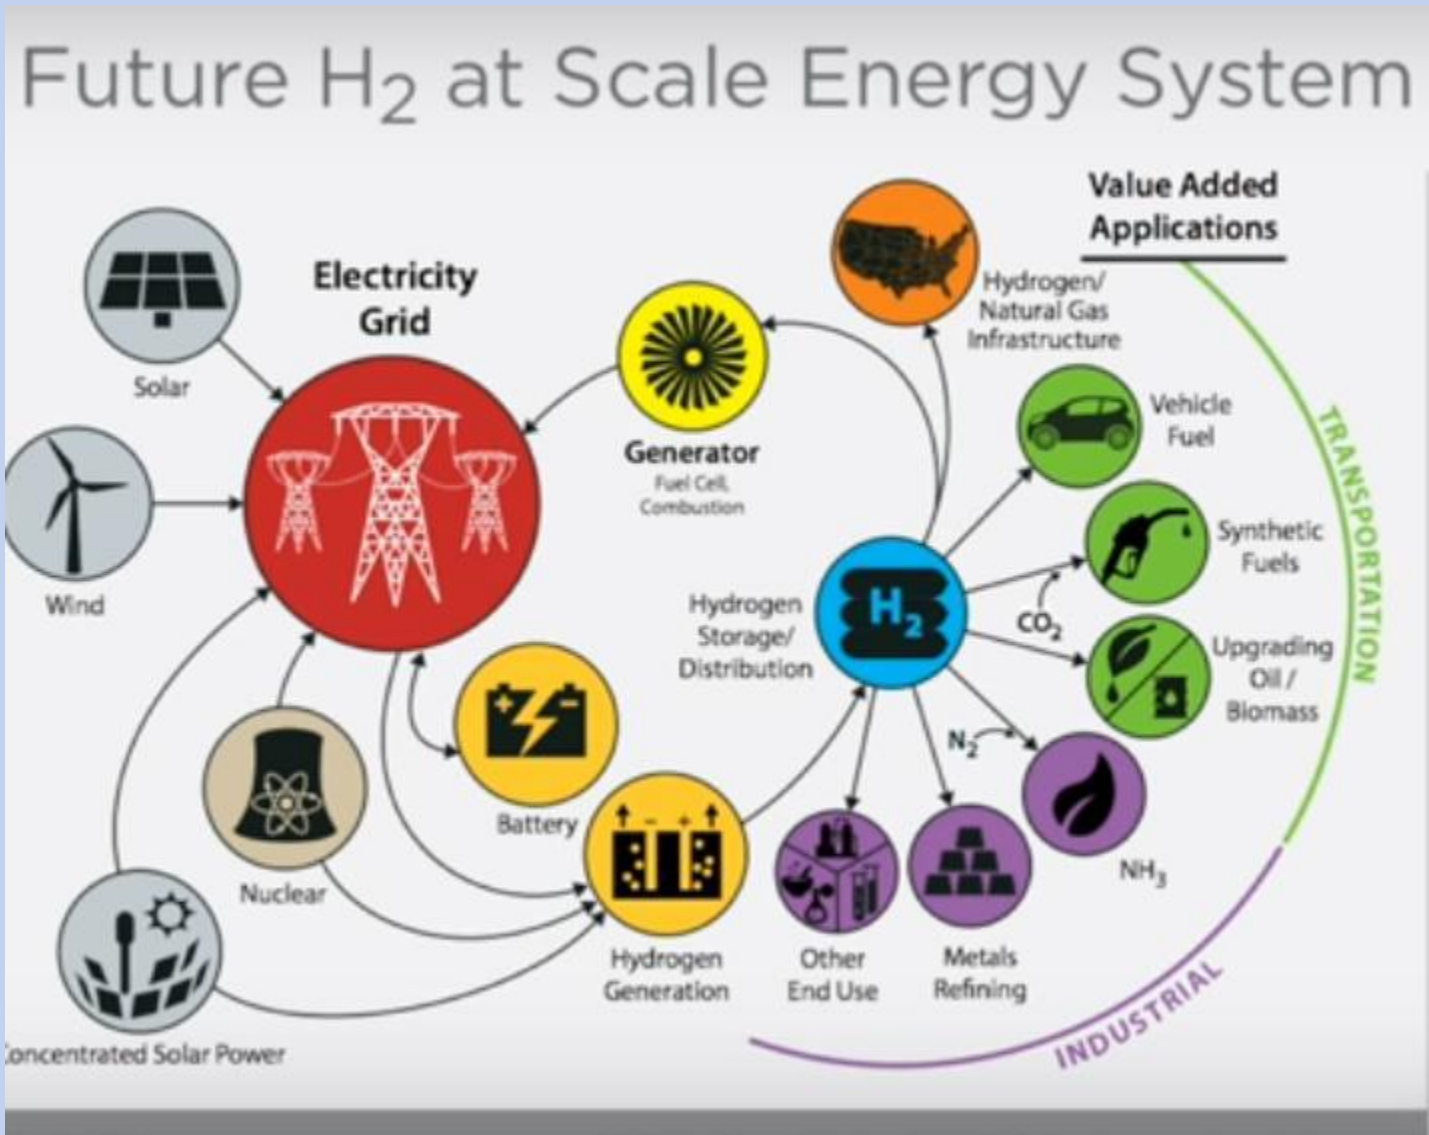 Future H₂ at Scale Energy System
Value Added
Applications
Electricity
Grid
Solar
Wind
Nuclear
oncentrated Solar Power
Battery
Generator
Fuel Cell,
Combustion
Hydrogen
Generation
Hydrogen
Storage/
Distribution
H₂
Hydrogen/
Natural Gas
Infrastructure
Vehicle
Fuel
Synthetic
Fuels
CO₂
Upgrading
Oil /
Biomass
N₂
NH₃
Metals
Refining
Other
End Use
TRANSPORTATION
INDUSTRIAL